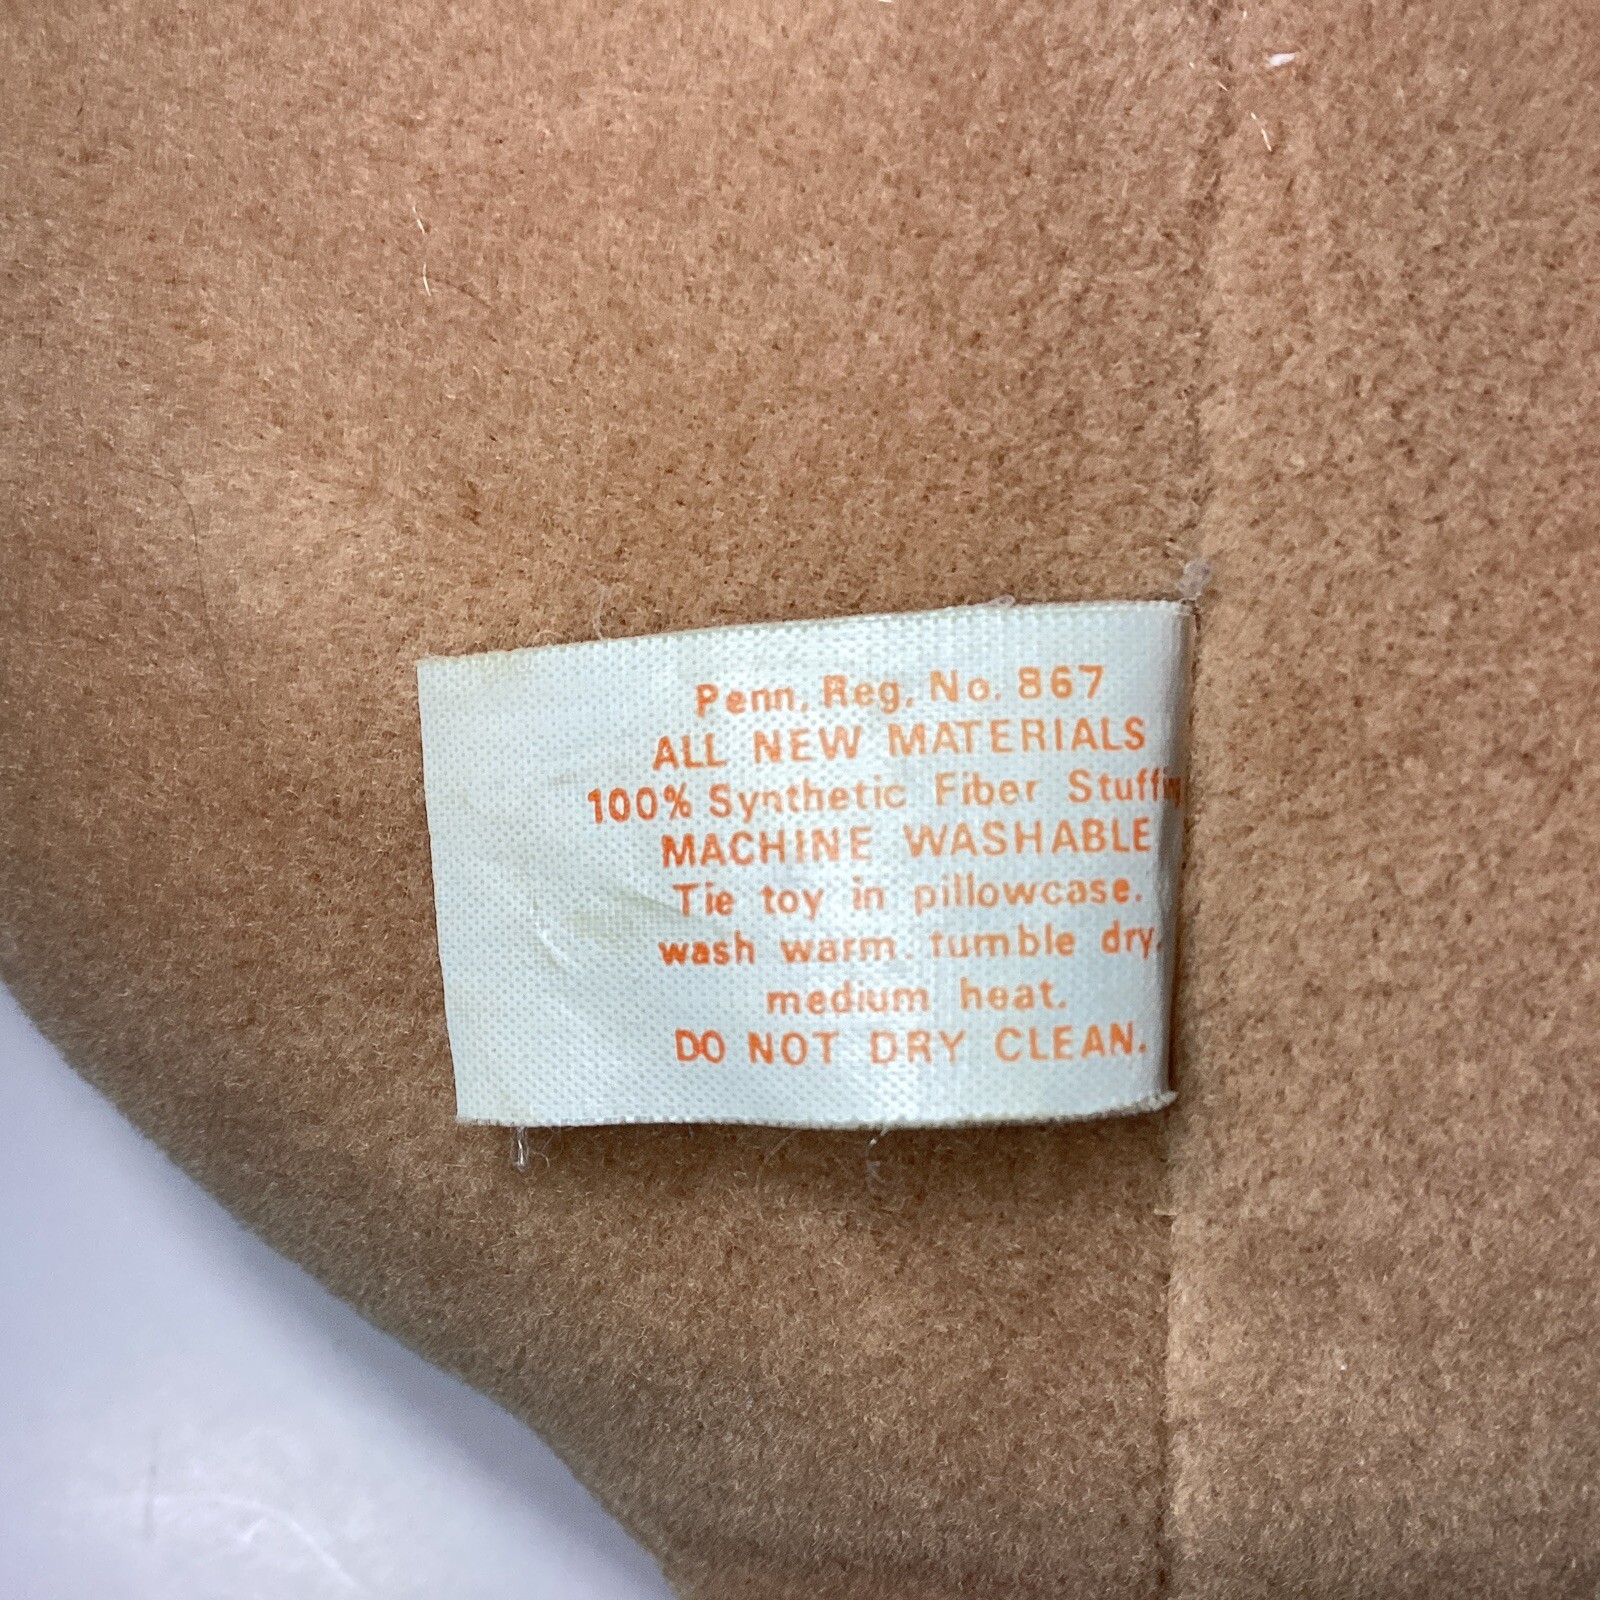 Penn. Reg. No. 867
ALL NEW MATERIALS
100% Synthetic Fiber Stuffing
MACHINE WASHABLE
Tie toy in pillowcase.
wash warm. tumble dry.
medium heat.
DO NOT DRY CLEAN.